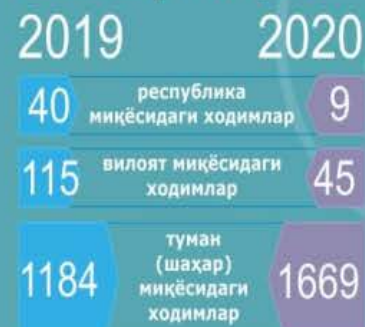 2019 2020
40 республика 9
миқёсидаги ходимлар
115 вилоят миқёсидаги 45
ходимлар
туман
(шаҳар)
1184 миқёсидаги 1669
ходимлар